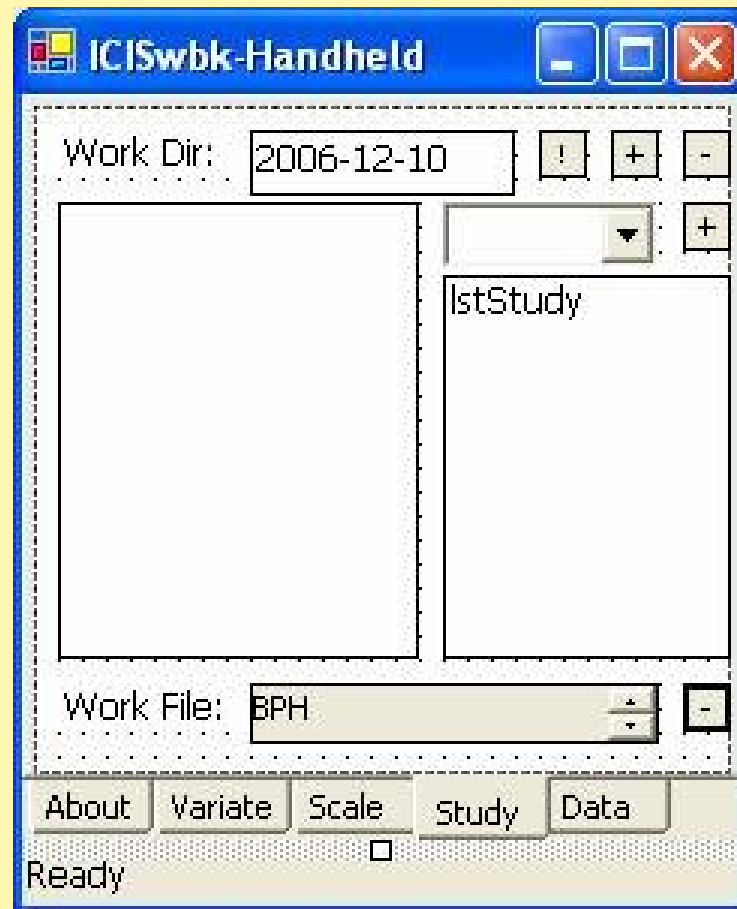 ICISwbk-Handheld
Work Dir: 2006-12-10 ! + -
+
lstStudy
Work File: BPH -
About Variate Scale Study Data
Ready